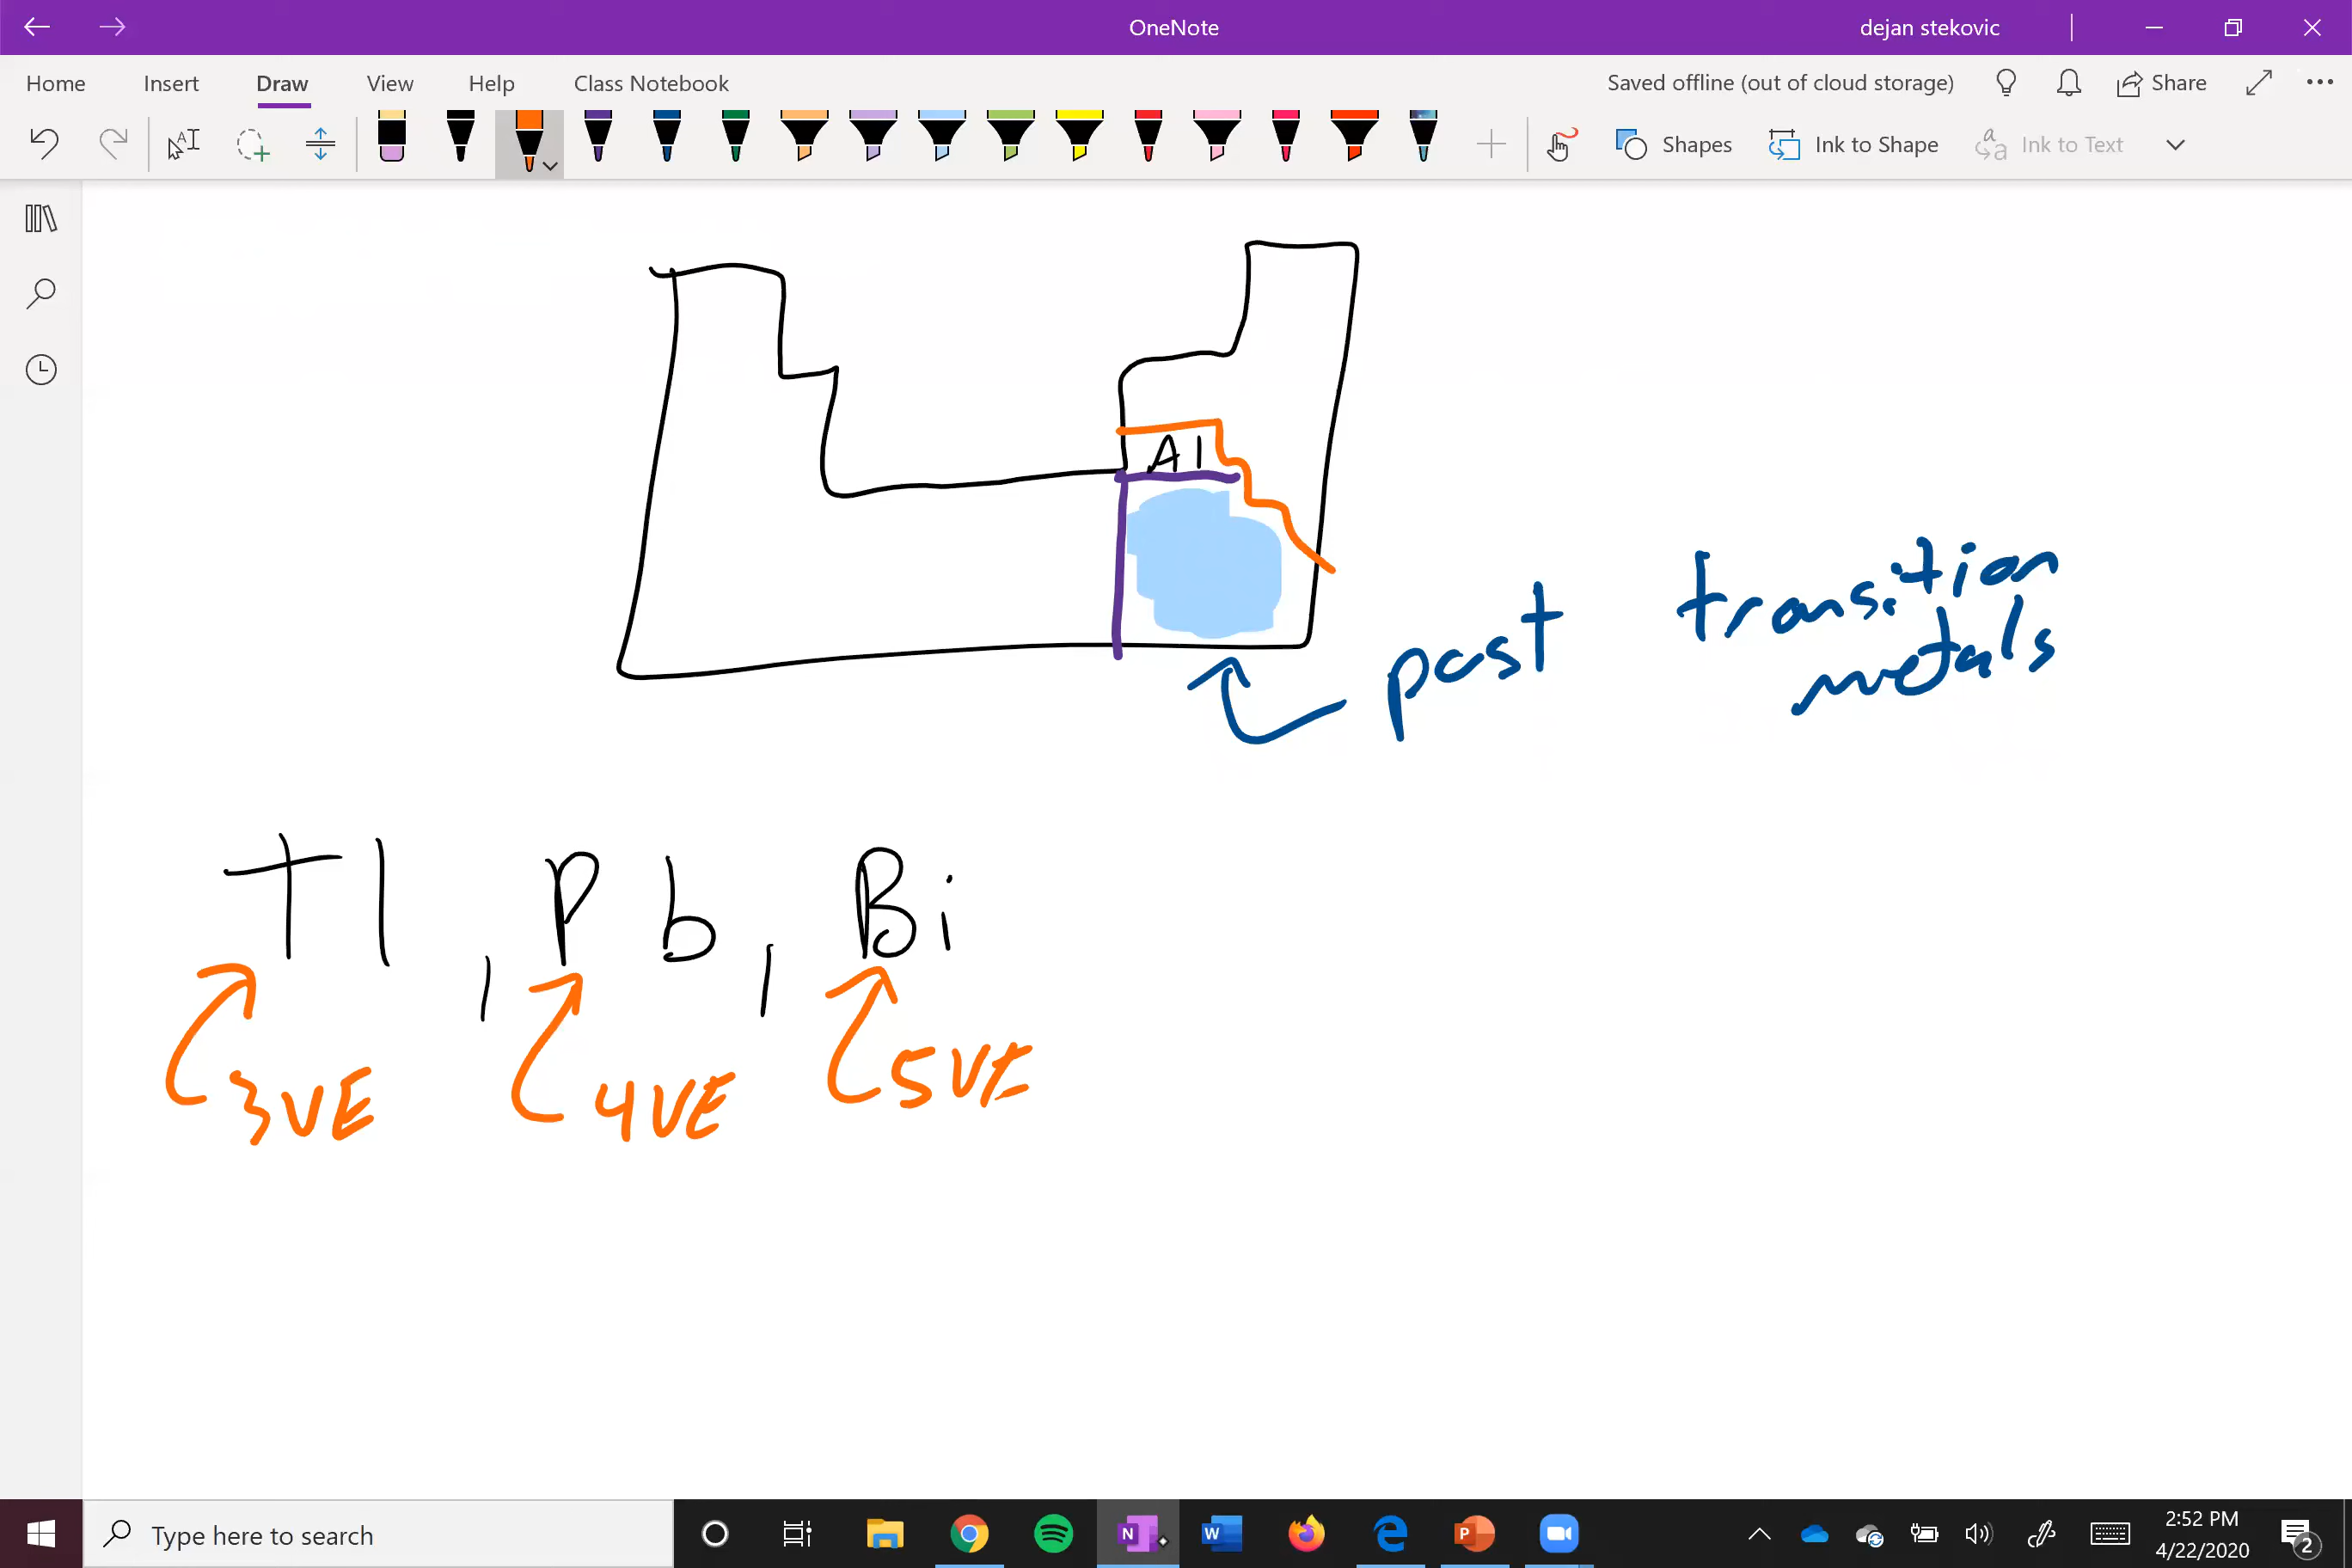 OneNote
dejan stekovic
Home Insert Draw View Help Class Notebook
Saved offline (out of cloud storage)
Share
Shapes
Ink to Shape
Ink to Text
Al
past transition
metals
Tl, Pb, Bi
3VE 4VE 5VE
Type here to search
2:52 PM
4/22/2020
2